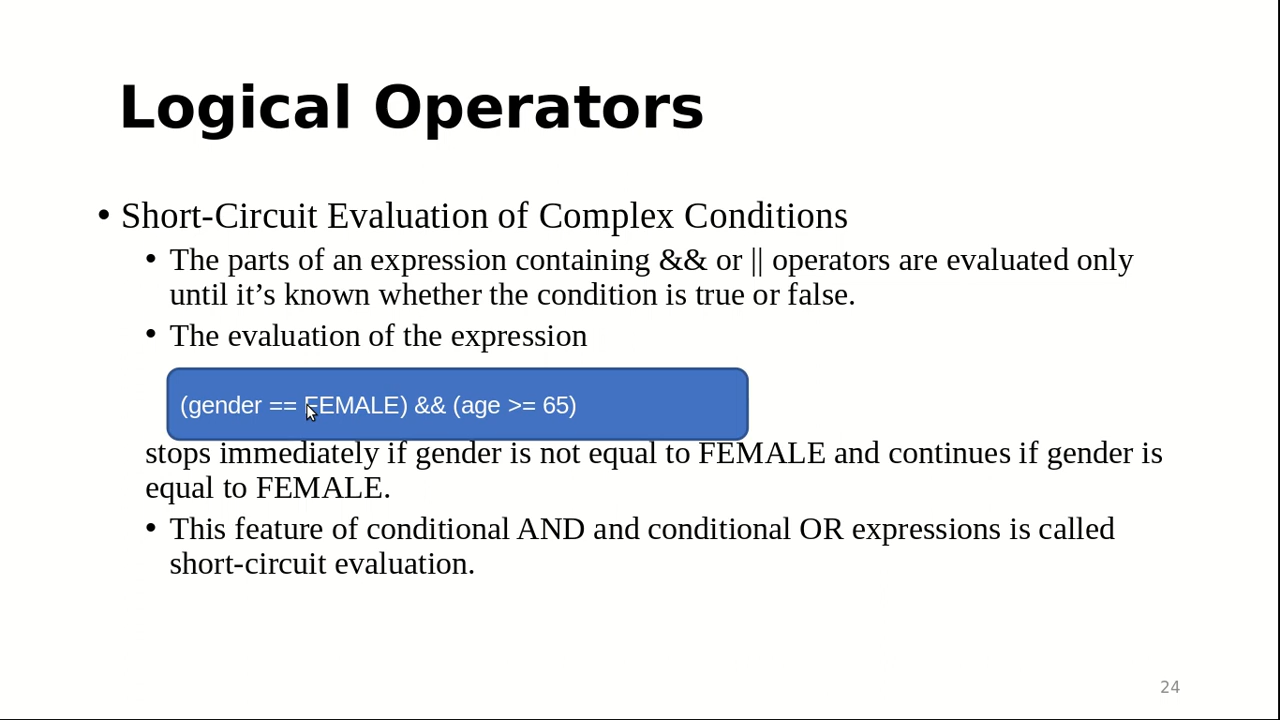 Logical Operators
• Short-Circuit Evaluation of Complex Conditions
• The parts of an expression containing && or || operators are evaluated only
until it’s known whether the condition is true or false.
• The evaluation of the expression
(gender == FEMALE) && (age >= 65)
stops immediately if gender is not equal to FEMALE and continues if gender is
equal to FEMALE.
• This feature of conditional AND and conditional OR expressions is called
short-circuit evaluation.
24